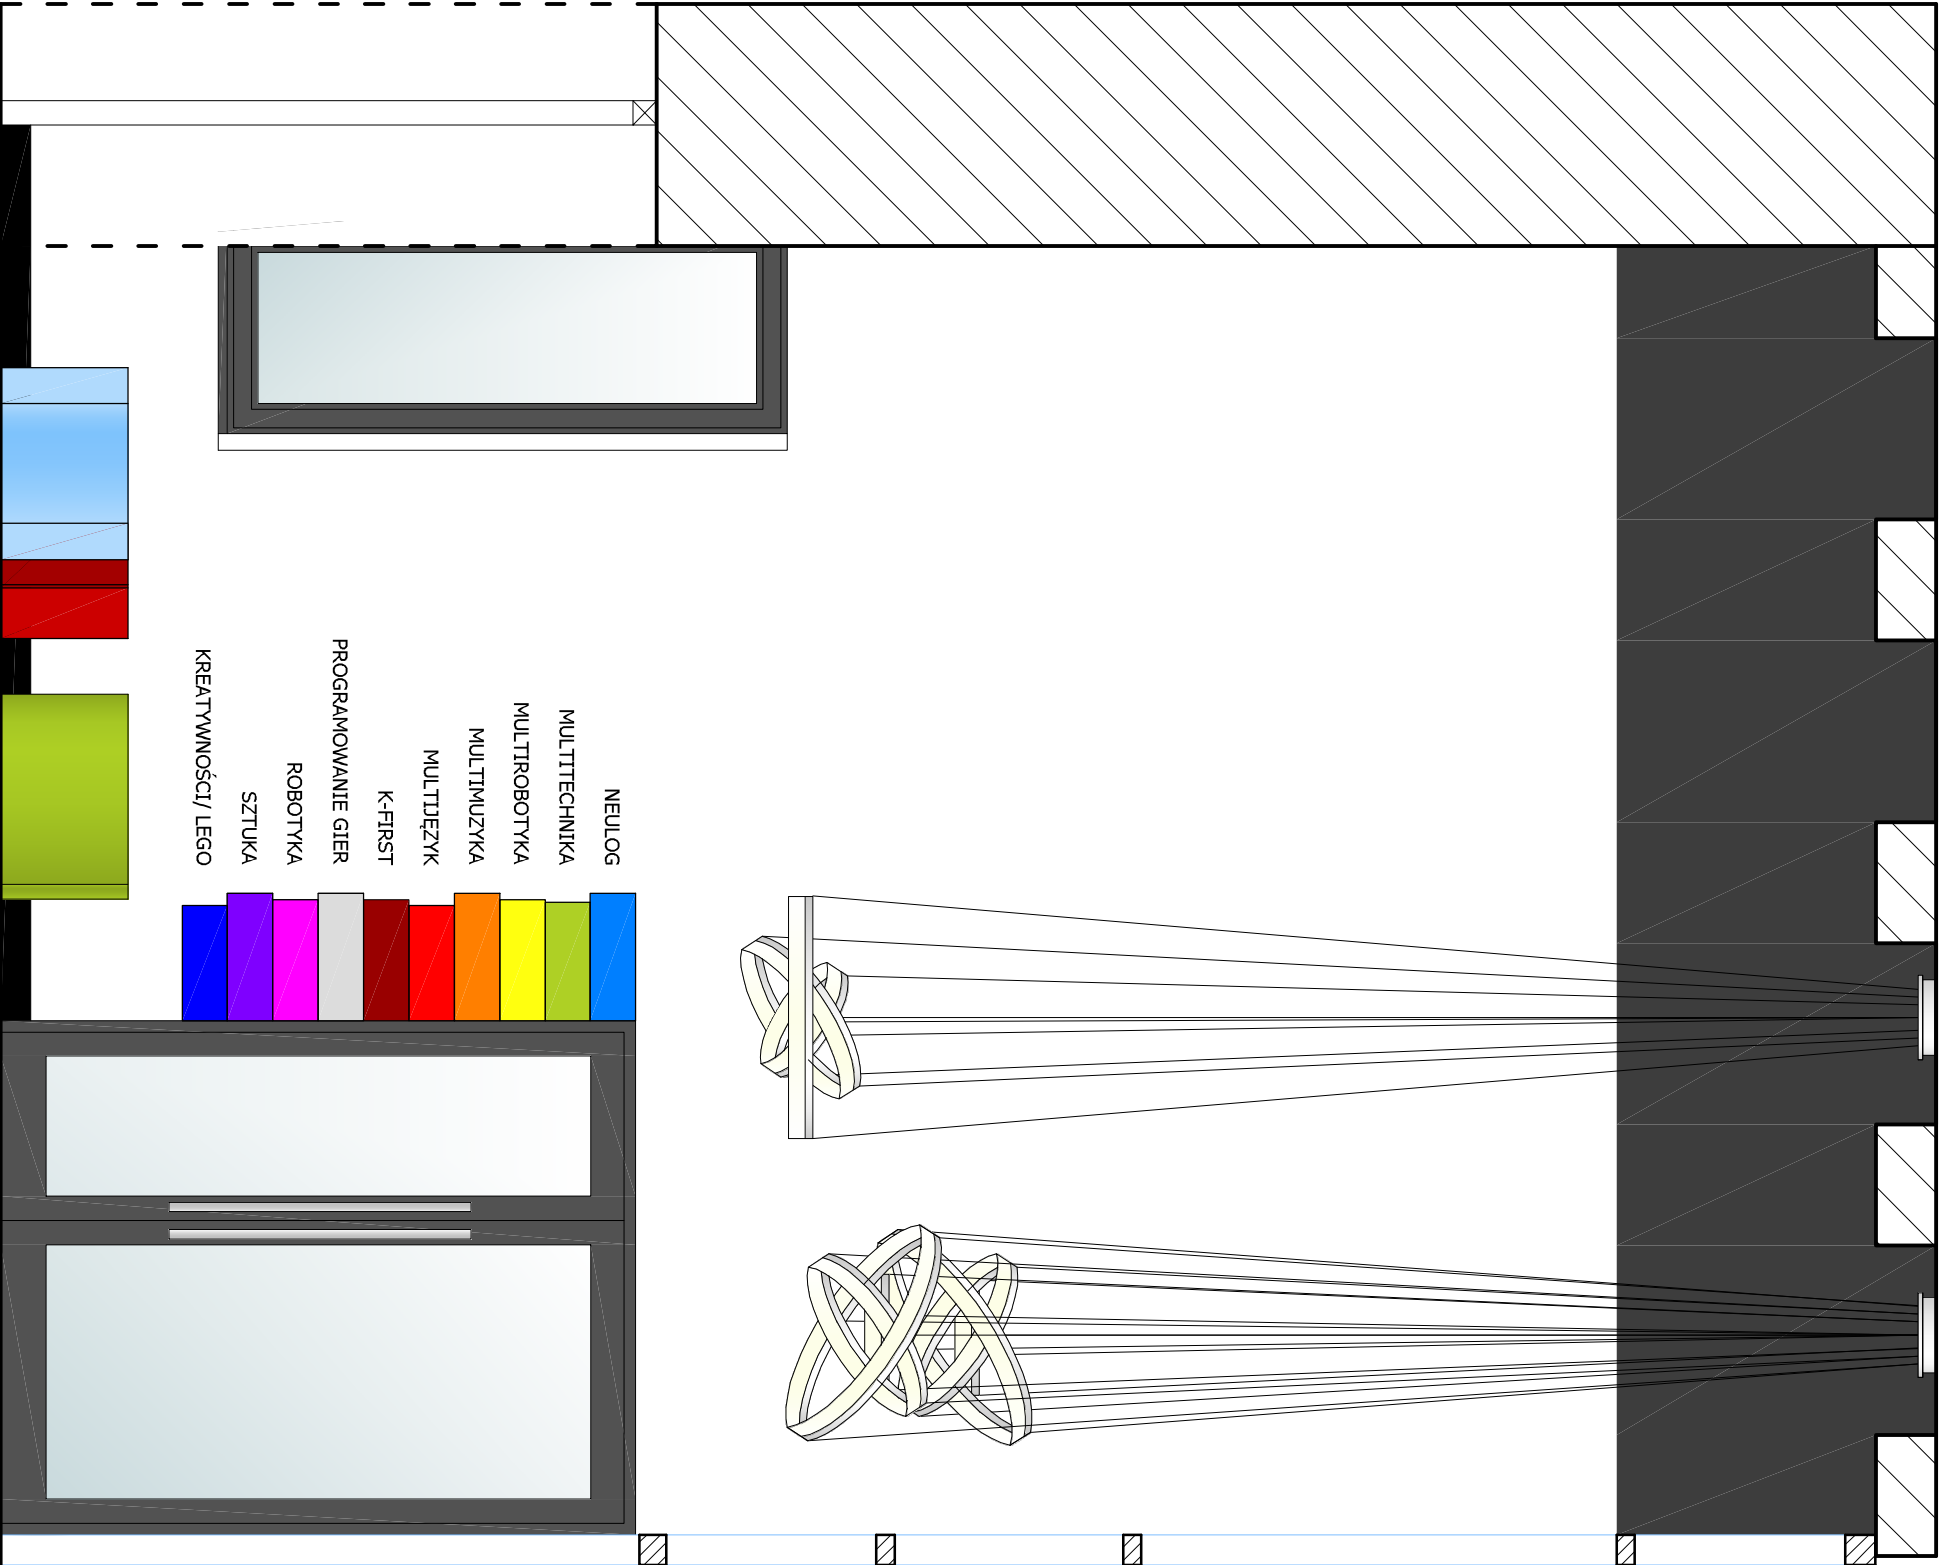 NEULOG
MULTITECHNIKA
MULTIROBOTYKA
MULTIMUZYKA
MULTIJĘZYK
K-FIRST
PROGRAMOWANIE GIER
ROBOTYKA
SZTUKA
KREATYWNOŚCI/ LEGO